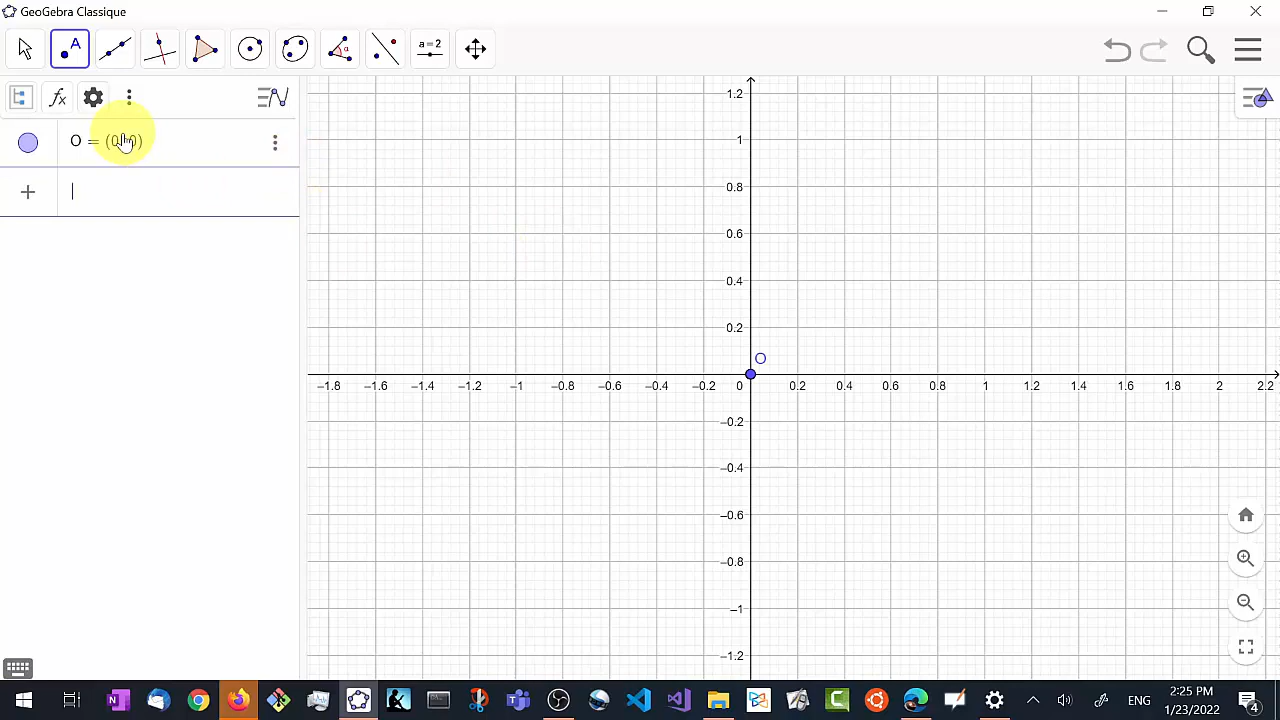 GeoGebra Classique
A
α
a = 2
fx
O = (0, 0)
1.2
1
0.8
0.6
0.4
0.2
O
−1.8 −1.6 −1.4 −1.2 −1 −0.8 −0.6 −0.4 −0.2 0 0.2 0.4 0.6 0.8 1 1.2 1.4 1.6 1.8 2 2.2
−0.2
−0.4
−0.6
−0.8
−1
−1.2
ENG
2:25 PM
1/23/2022
4